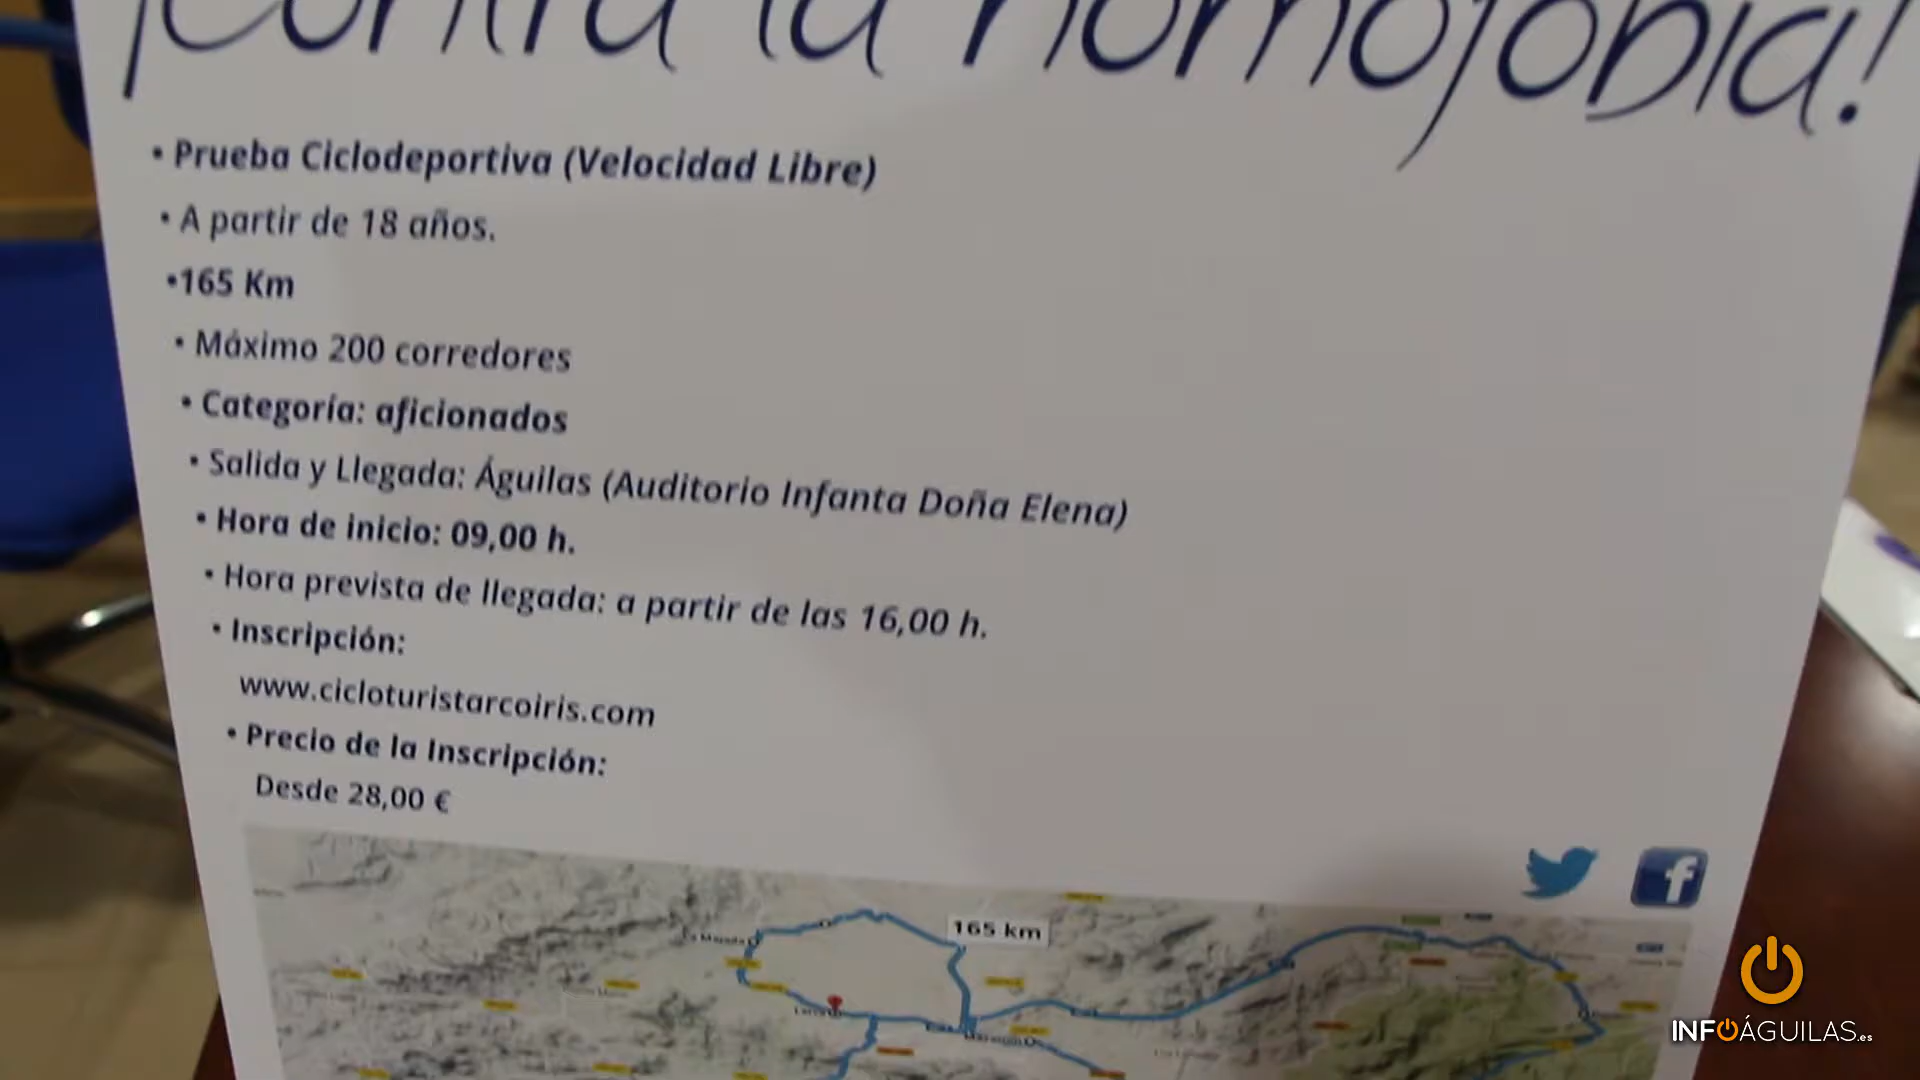 ¡Contra la homofobia!
• Prueba Ciclodeportiva (Velocidad Libre)
• A partir de 18 años.
•165 Km
• Máximo 200 corredores
• Categoría: aficionados
• Salida y Llegada: Águilas (Auditorio Infanta Doña Elena)
• Hora de inicio: 09,00 h.
• Hora prevista de llegada: a partir de las 16,00 h.
• Inscripción:
www.cicloturistarcoiris.com
• Precio de la Inscripción:
Desde 28,00 €
165 km
INFOÁGUILAS.es